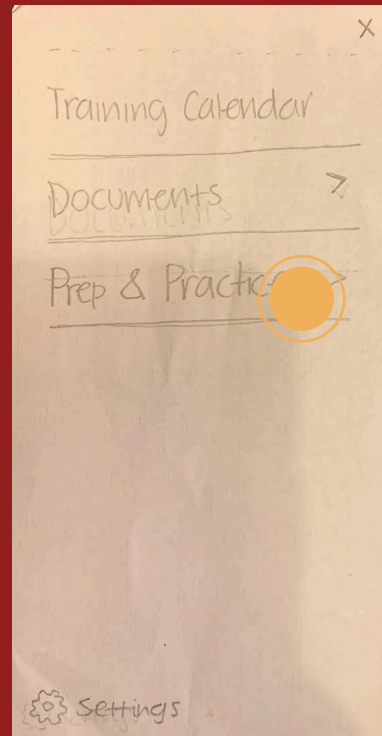 X
Training Calendar
Documents >
Prep & Practice >
Settings